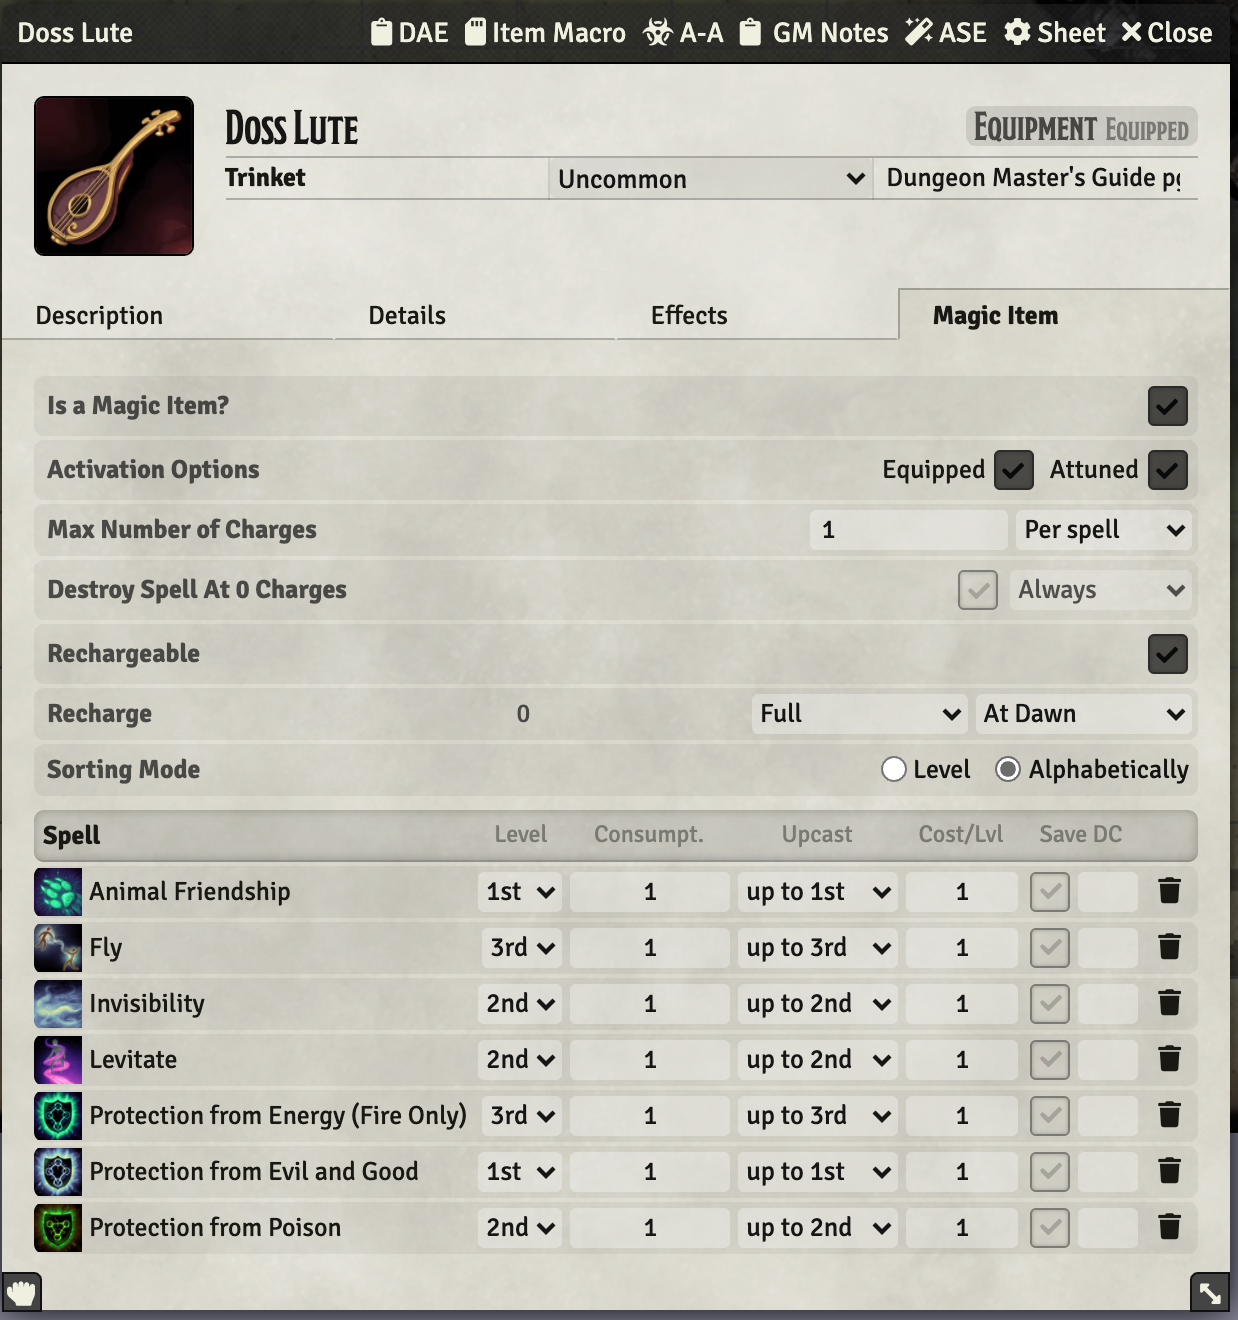 Doss Lute DAE Item Macro A-A GM Notes ASE Sheet Close
Doss Lute Equipment Equipped
Trinket Uncommon Dungeon Master's Guide
Description Details Effects Magic Item
Is a Magic Item?
Activation Options Equipped Attuned
Max Number of Charges 1 Per spell
Destroy Spell At 0 Charges Always
Rechargeable
Recharge 0 Full At Dawn
Sorting Mode Level Alphabetically
Spell Level Consumpt. Upcast Cost/Lvl Save DC
Animal Friendship 1st 1 up to 1st 1
Fly 3rd 1 up to 3rd 1
Invisibility 2nd 1 up to 2nd 1
Levitate 2nd 1 up to 2nd 1
Protection from Energy (Fire Only) 3rd 1 up to 3rd 1
Protection from Evil and Good 1st 1 up to 1st 1
Protection from Poison 2nd 1 up to 2nd 1